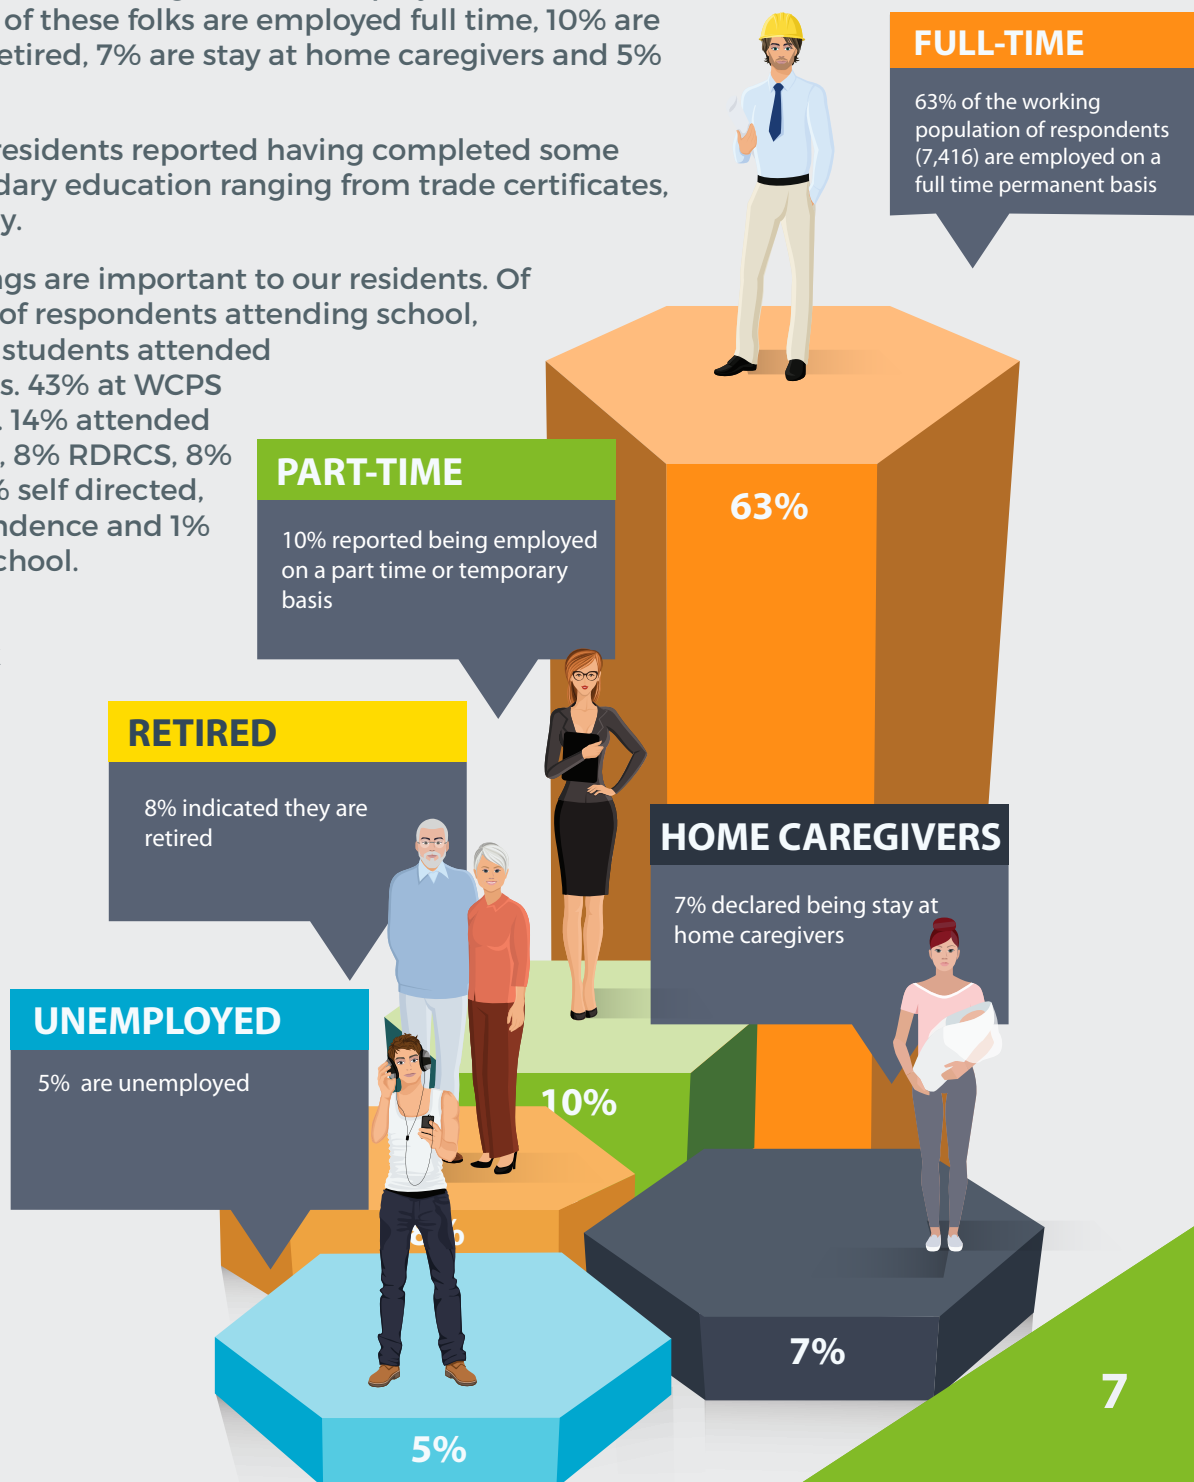 of these folks are employed full time, 10% are
etired, 7% are stay at home caregivers and 5%
residents reported having completed some
dary education ranging from trade certificates,
y.
gs are important to our residents. Of
of respondents attending school,
students attended
s. 43% at WCPS
. 14% attended
, 8% RDRCS, 8%
% self directed,
ndence and 1%
chool.
FULL-TIME
63% of the working
population of respondents
(7,416) are employed on a
full time permanent basis
63%
PART-TIME
10% reported being employed
on a part time or temporary
basis
10%
RETIRED
8% indicated they are
retired
HOME CAREGIVERS
7% declared being stay at
home caregivers
7%
UNEMPLOYED
5% are unemployed
5%
7